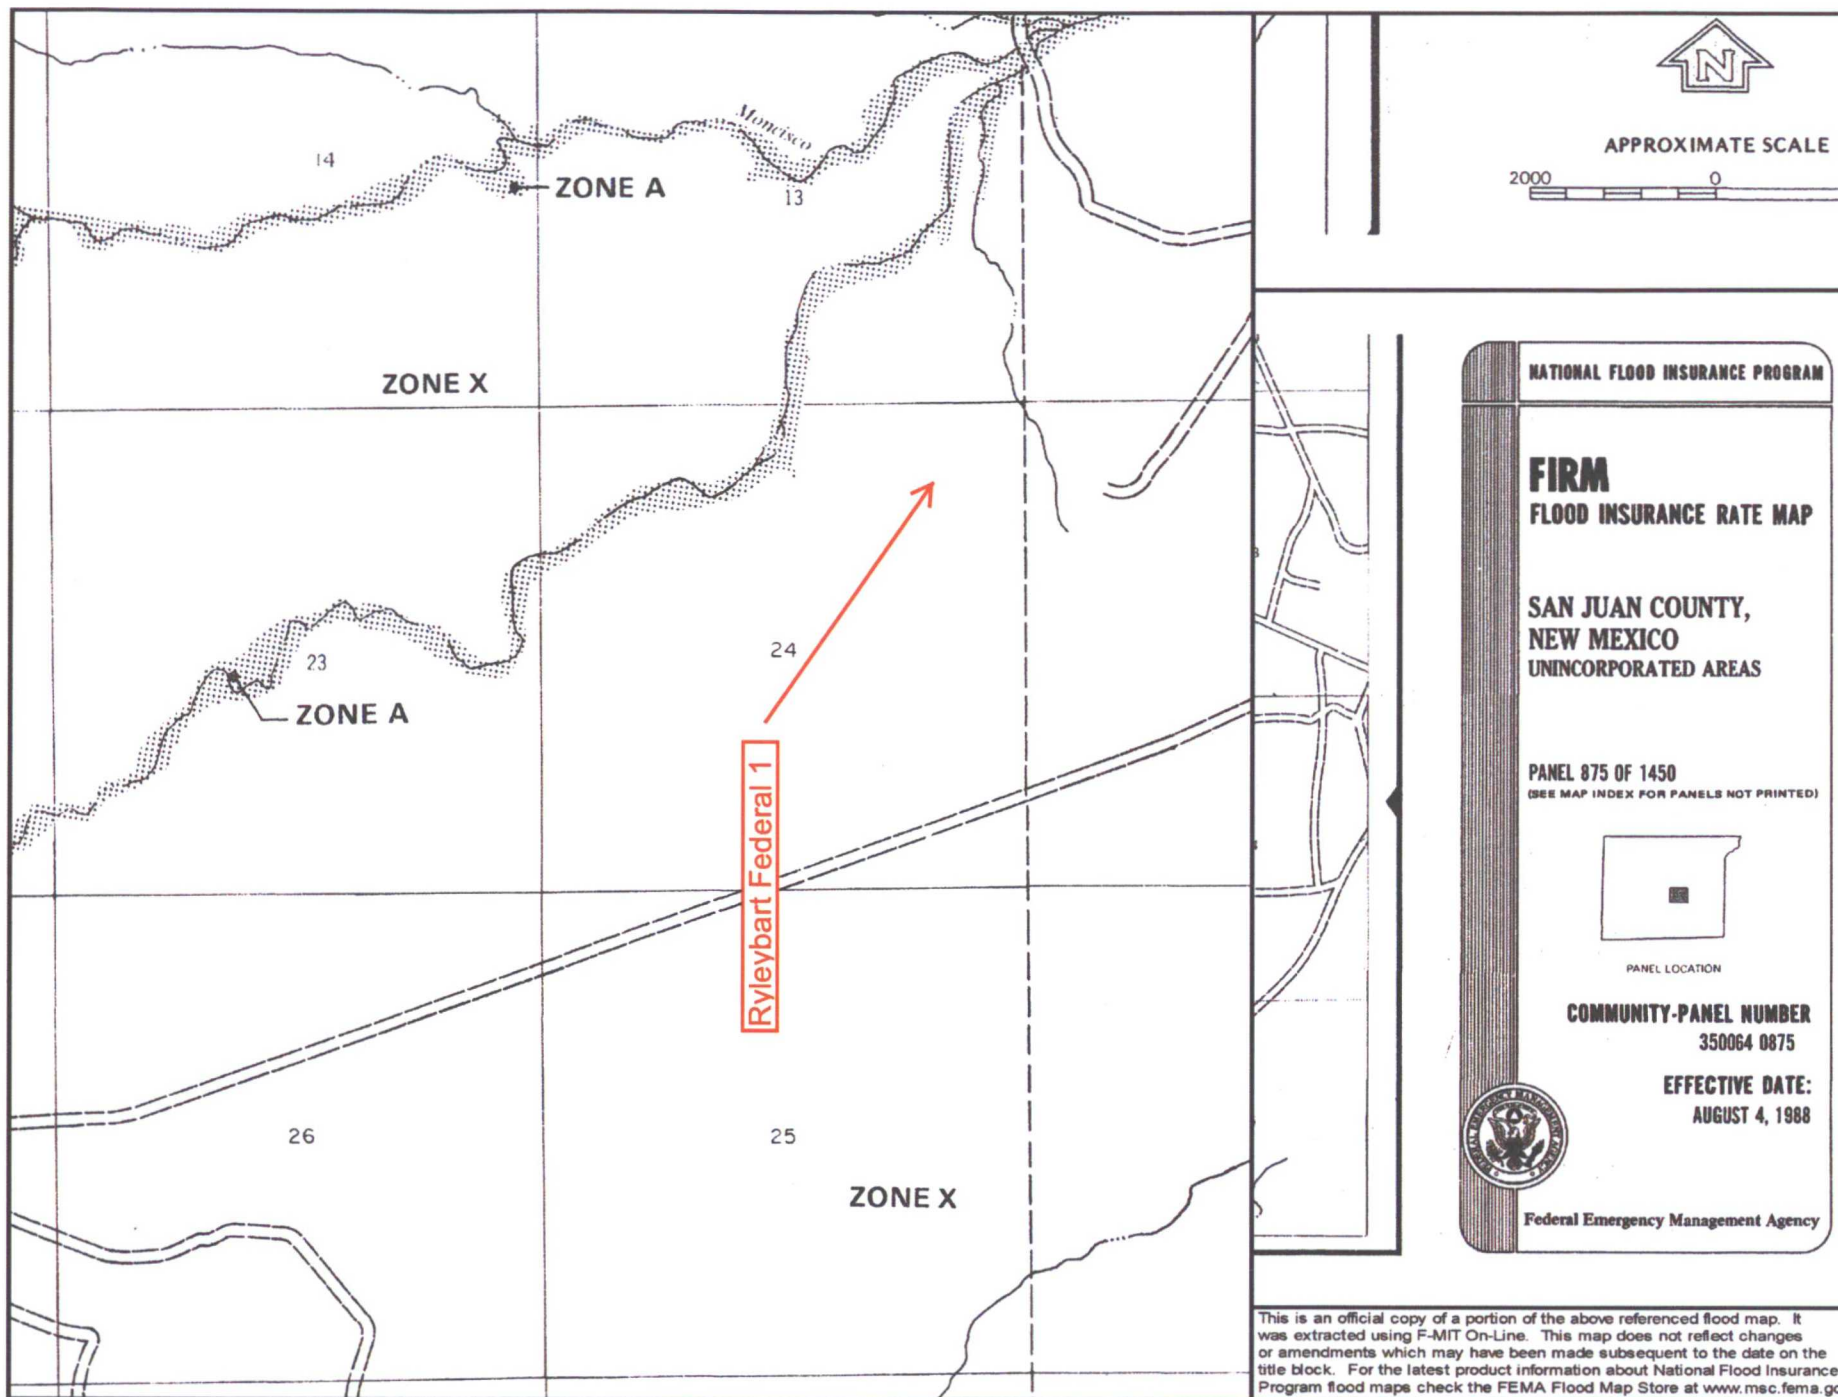 N
APPROXIMATE SCALE
2000 0
Moncisco
14
ZONE A
13
ZONE X
24
23
ZONE A
Ryleybart Federal 1
26
25
ZONE X
NATIONAL FLOOD INSURANCE PROGRAM
FIRM
FLOOD INSURANCE RATE MAP
SAN JUAN COUNTY,
NEW MEXICO
UNINCORPORATED AREAS
PANEL 875 OF 1450
(SEE MAP INDEX FOR PANELS NOT PRINTED)
PANEL LOCATION
COMMUNITY-PANEL NUMBER
350064 0875
EFFECTIVE DATE:
AUGUST 4, 1988
FEDERAL EMERGENCY MANAGEMENT AGENCY
Federal Emergency Management Agency
This is an official copy of a portion of the above referenced flood map. It
was extracted using F-MIT On-Line. This map does not reflect changes
or amendments which may have been made subsequent to the date on the
title block. For the latest product information about National Flood Insurance
Program flood maps check the FEMA Flood Map Store at www.msc.fema.go